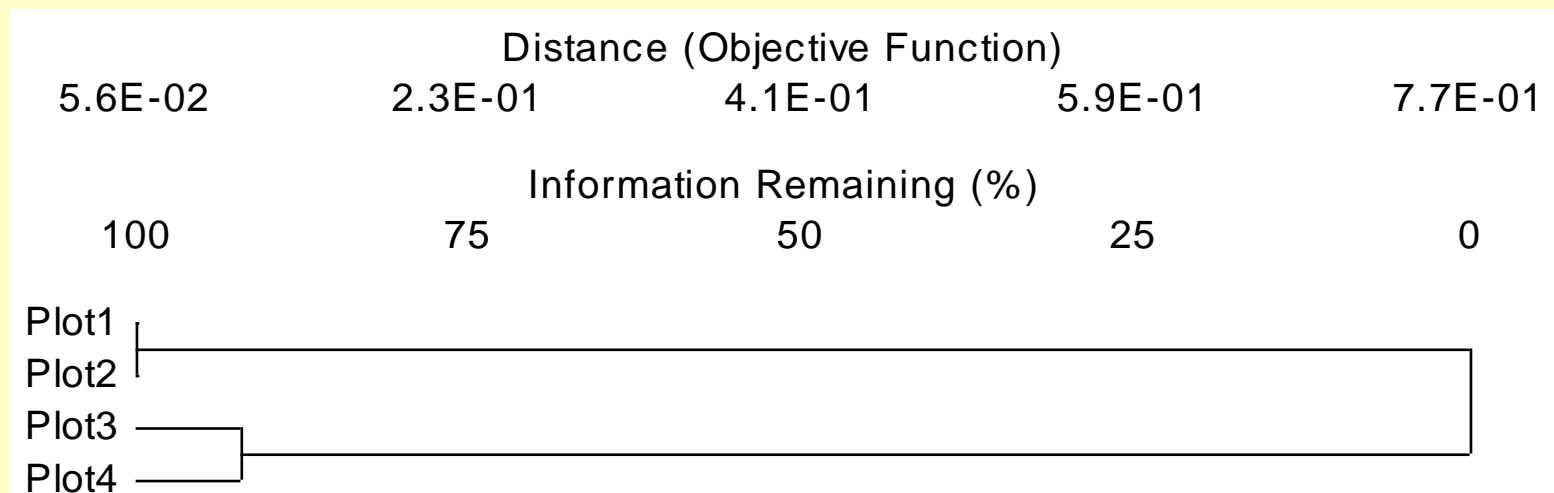 Distance (Objective Function)
5.6E-02 2.3E-01 4.1E-01 5.9E-01 7.7E-01
Information Remaining (%)
100 75 50 25 0
Plot1
Plot2
Plot3
Plot4